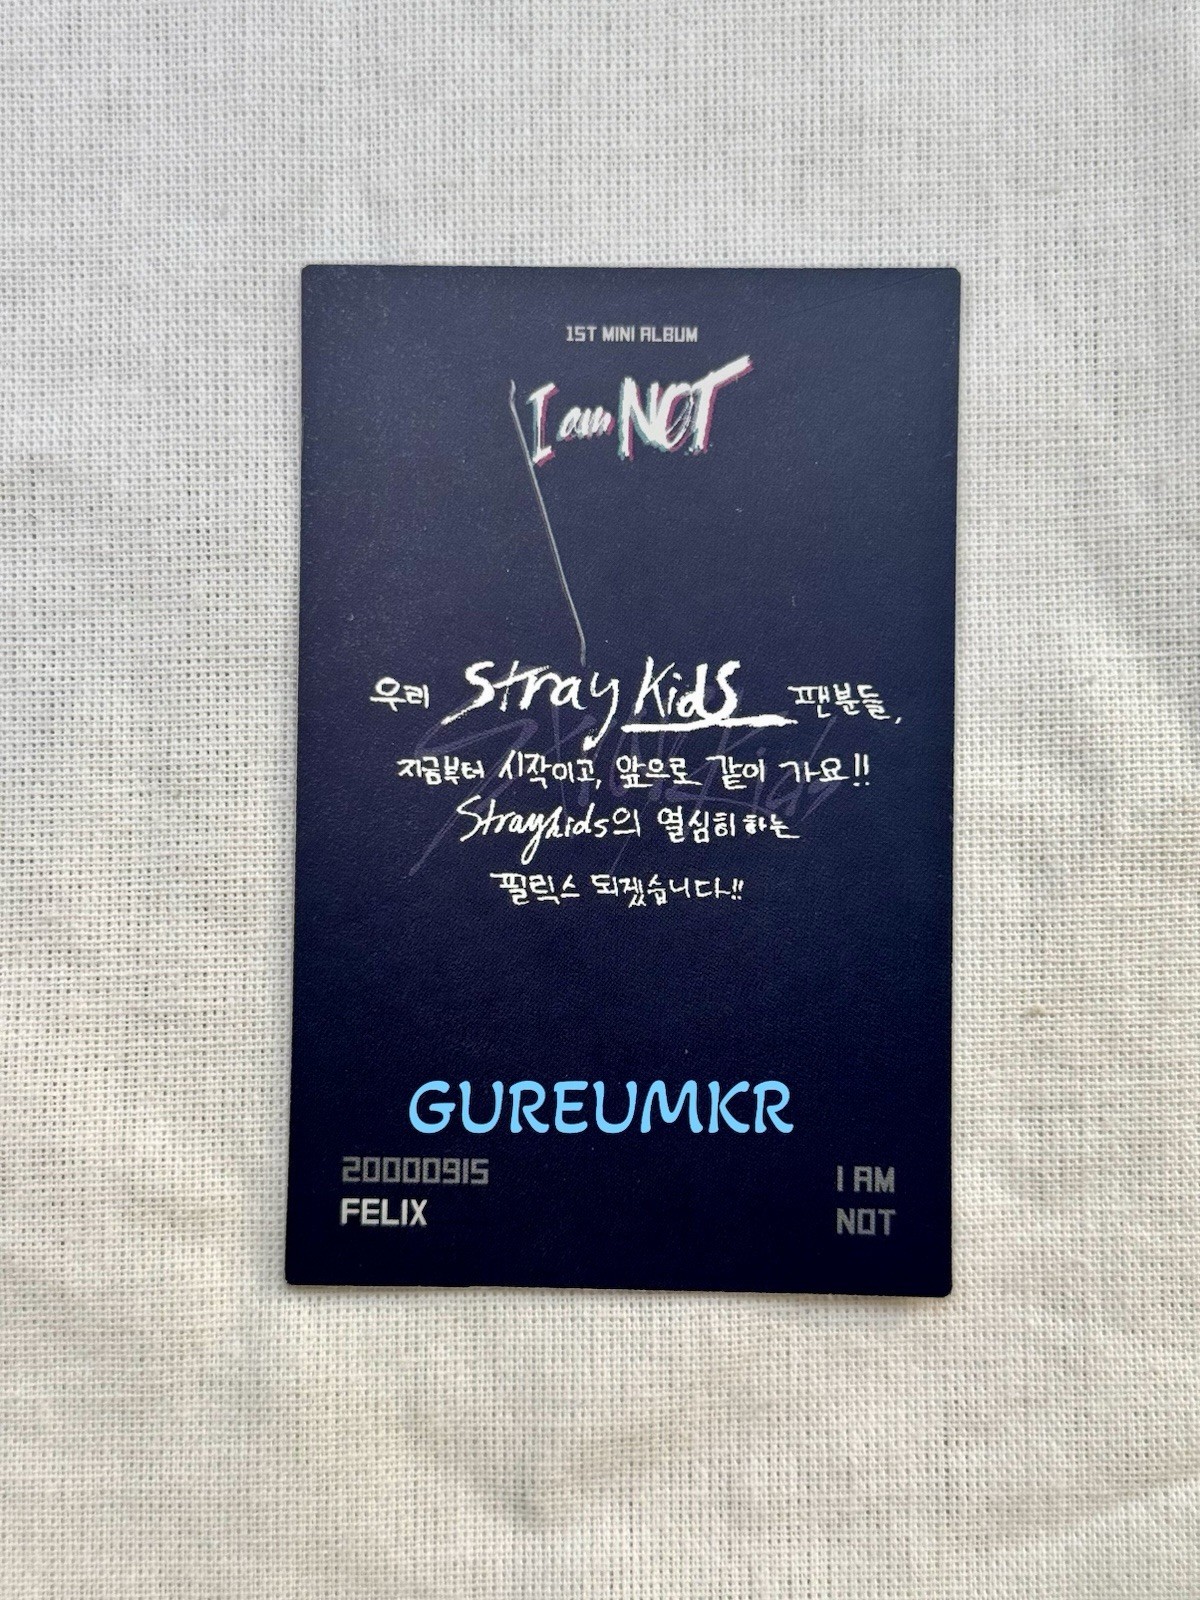 1ST MINI ALBUM
I am NOT
우리 Stray Kids 팬분들,
지금부터 시작이고, 앞으로 같이 가요!!
Straykids의 열심히 하는
필릭스 되겠습니다!!
Stray Kids
GUREUMKR
20000915
FELIX
I AM
NOT